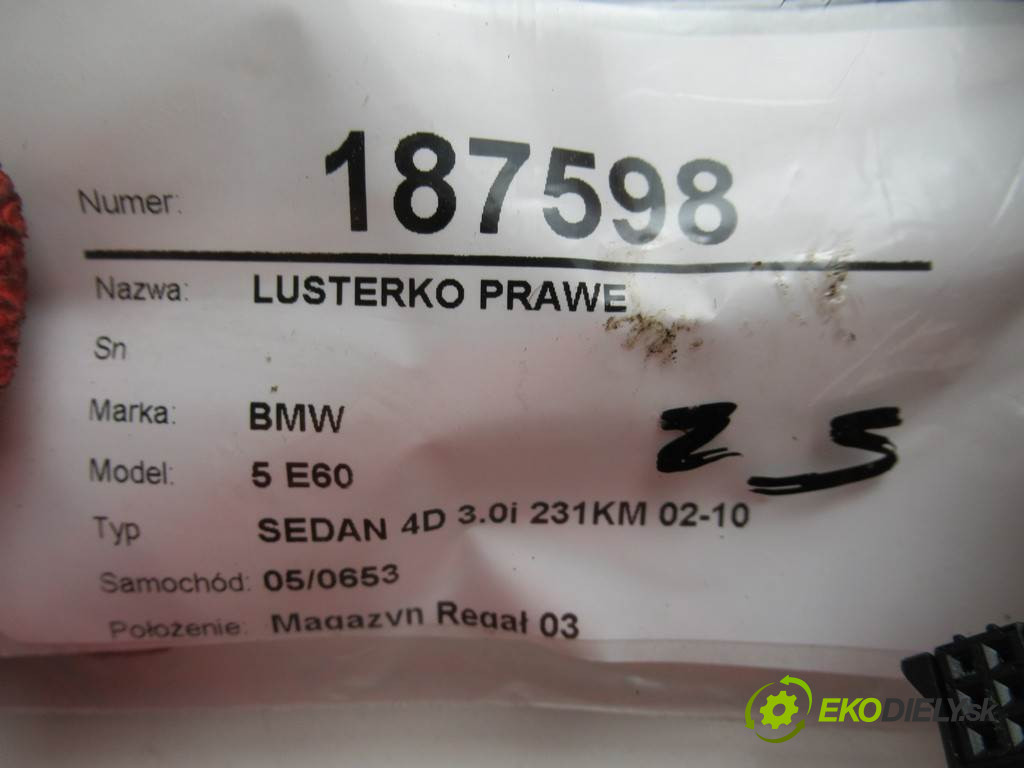 Numer: 187598
Nazwa: LUSTERKO PRAWE
Sn
Marka: BMW
Model: 5 E60
Typ SEDAN 4D 3.0i 231KM 02-10
Samochód: 05/0653
Położenie: Magazyn Regał 03
2_5
EKODIELY.sk